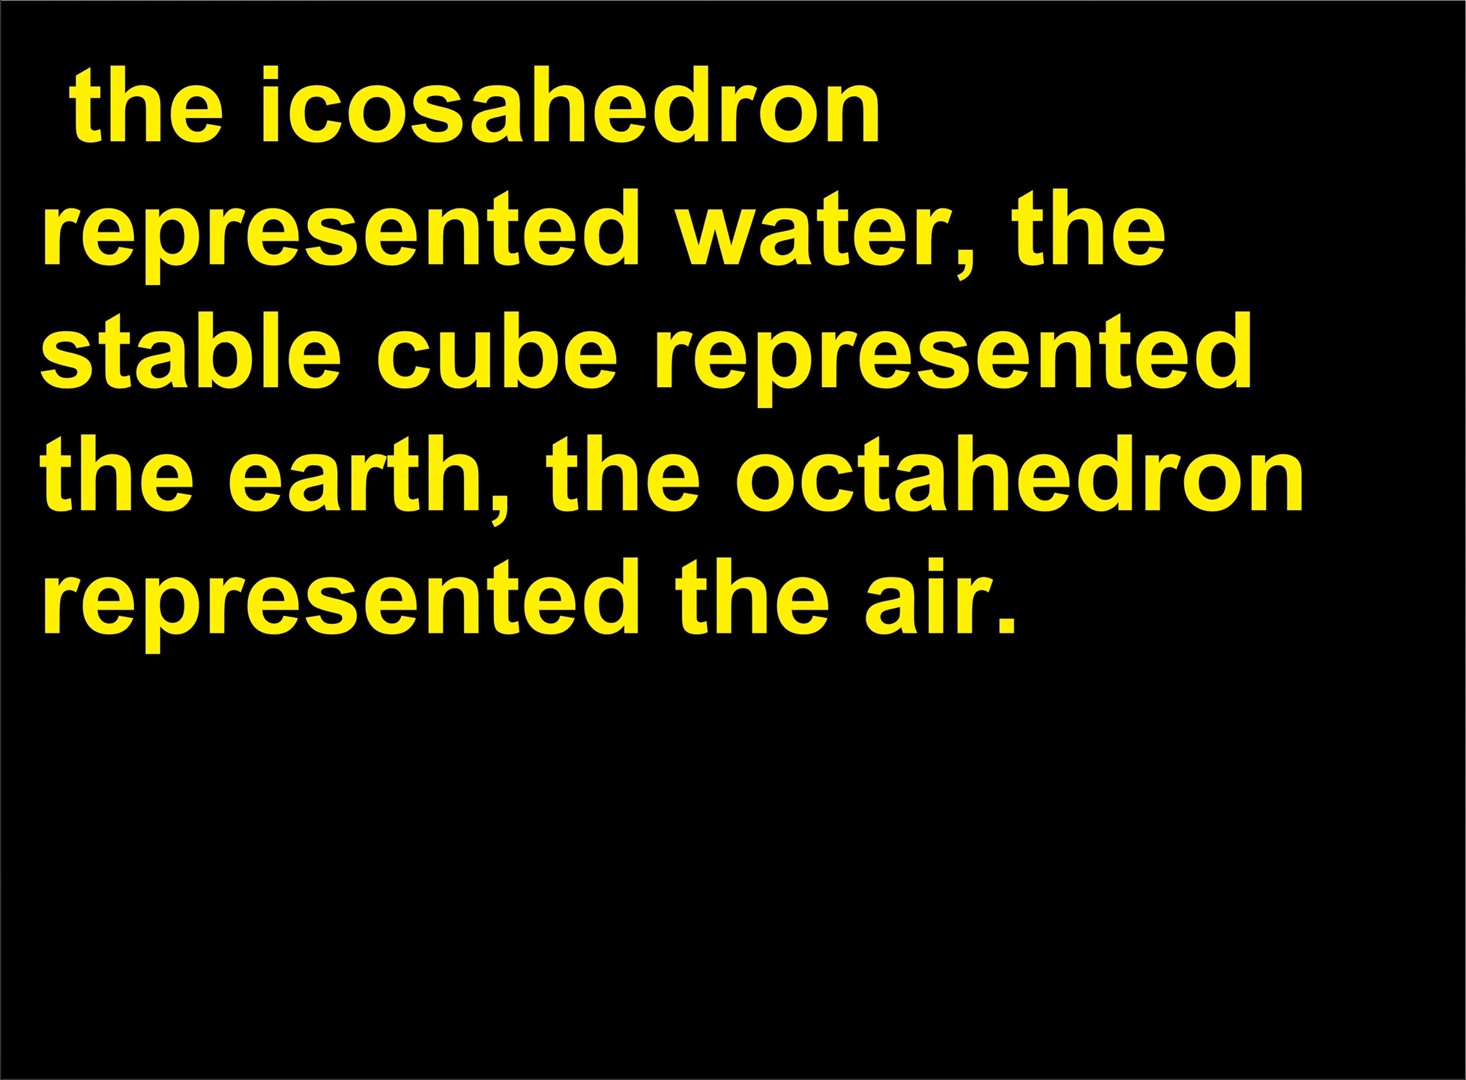 the icosahedron
represented water, the
stable cube represented
the earth, the octahedron
represented the air.